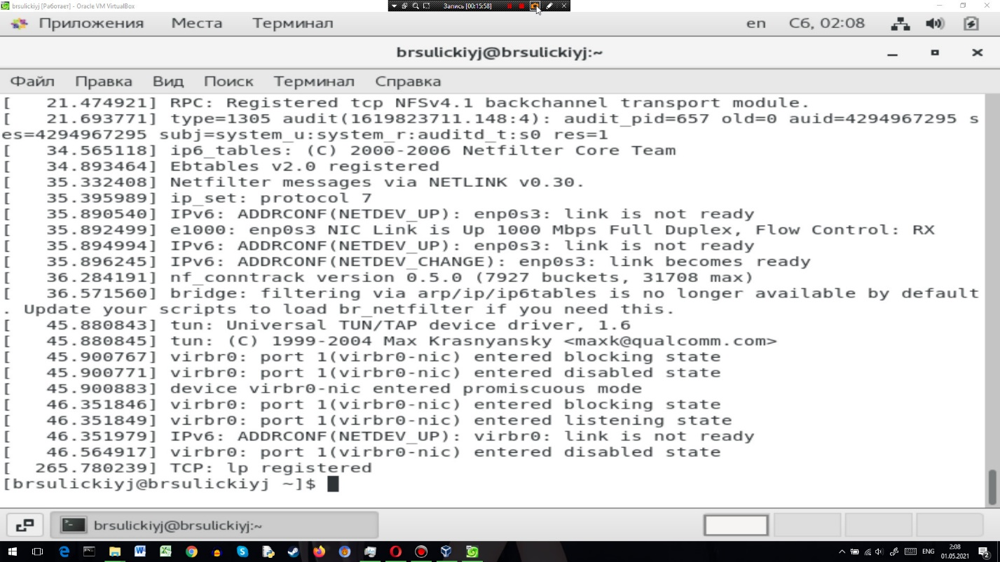 brsulickiyj [Работает] - Oracle VM VirtualBox
Запись [00:15:58]
Приложения Места Терминал en Сб, 02:08
brsulickiyj@brsulickiyj:~
Файл Правка Вид Поиск Терминал Справка
[   21.474921] RPC: Registered tcp NFSv4.1 backchannel transport module.
[   21.693771] type=1305 audit(1619823711.148:4): audit_pid=657 old=0 auid=4294967295 s
es=4294967295 subj=system_u:system_r:auditd_t:s0 res=1
[   34.565118] ip6_tables: (C) 2000-2006 Netfilter Core Team
[   34.893464] Ebtables v2.0 registered
[   35.332408] Netfilter messages via NETLINK v0.30.
[   35.395989] ip_set: protocol 7
[   35.890540] IPv6: ADDRCONF(NETDEV_UP): enp0s3: link is not ready
[   35.892499] e1000: enp0s3 NIC Link is Up 1000 Mbps Full Duplex, Flow Control: RX
[   35.894994] IPv6: ADDRCONF(NETDEV_UP): enp0s3: link is not ready
[   35.896245] IPv6: ADDRCONF(NETDEV_CHANGE): enp0s3: link becomes ready
[   36.284191] nf_conntrack version 0.5.0 (7927 buckets, 31708 max)
[   36.571560] bridge: filtering via arp/ip/ip6tables is no longer available by default
. Update your scripts to load br_netfilter if you need this.
[   45.880843] tun: Universal TUN/TAP device driver, 1.6
[   45.880845] tun: (C) 1999-2004 Max Krasnyansky <maxk@qualcomm.com>
[   45.900767] virbr0: port 1(virbr0-nic) entered blocking state
[   45.900771] virbr0: port 1(virbr0-nic) entered disabled state
[   45.900883] device virbr0-nic entered promiscuous mode
[   46.351846] virbr0: port 1(virbr0-nic) entered blocking state
[   46.351849] virbr0: port 1(virbr0-nic) entered listening state
[   46.351979] IPv6: ADDRCONF(NETDEV_UP): virbr0: link is not ready
[   46.564917] virbr0: port 1(virbr0-nic) entered disabled state
[  265.780239] TCP: lp registered
[brsulickiyj@brsulickiyj ~]$
brsulickiyj@brsulickiyj:~
ENG 2:08
01.05.2021